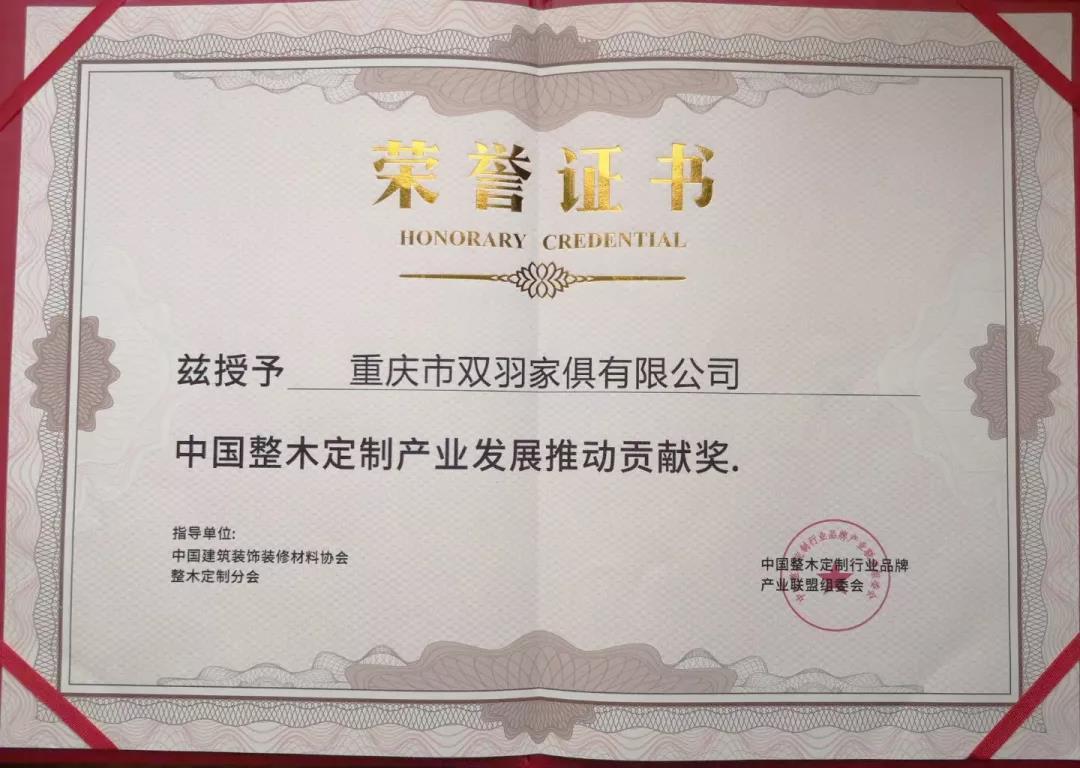 荣誉证书
HONORARY CREDENTIAL
兹授予 重庆市双羽家俱有限公司
中国整木定制产业发展推动贡献奖.
指导单位:
中国建筑装饰装修材料协会
整木定制分会
中国整木定制行业品牌
产业联盟组委会